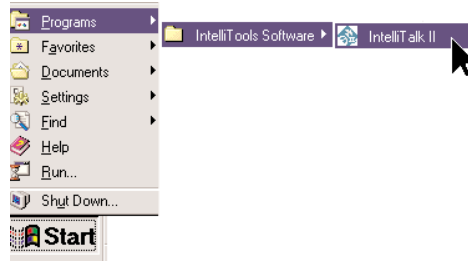 Programs
IntelliTools Software
IntelliTalk II
Favorites
Documents
Settings
Find
Help
Run...
Shut Down...
Start